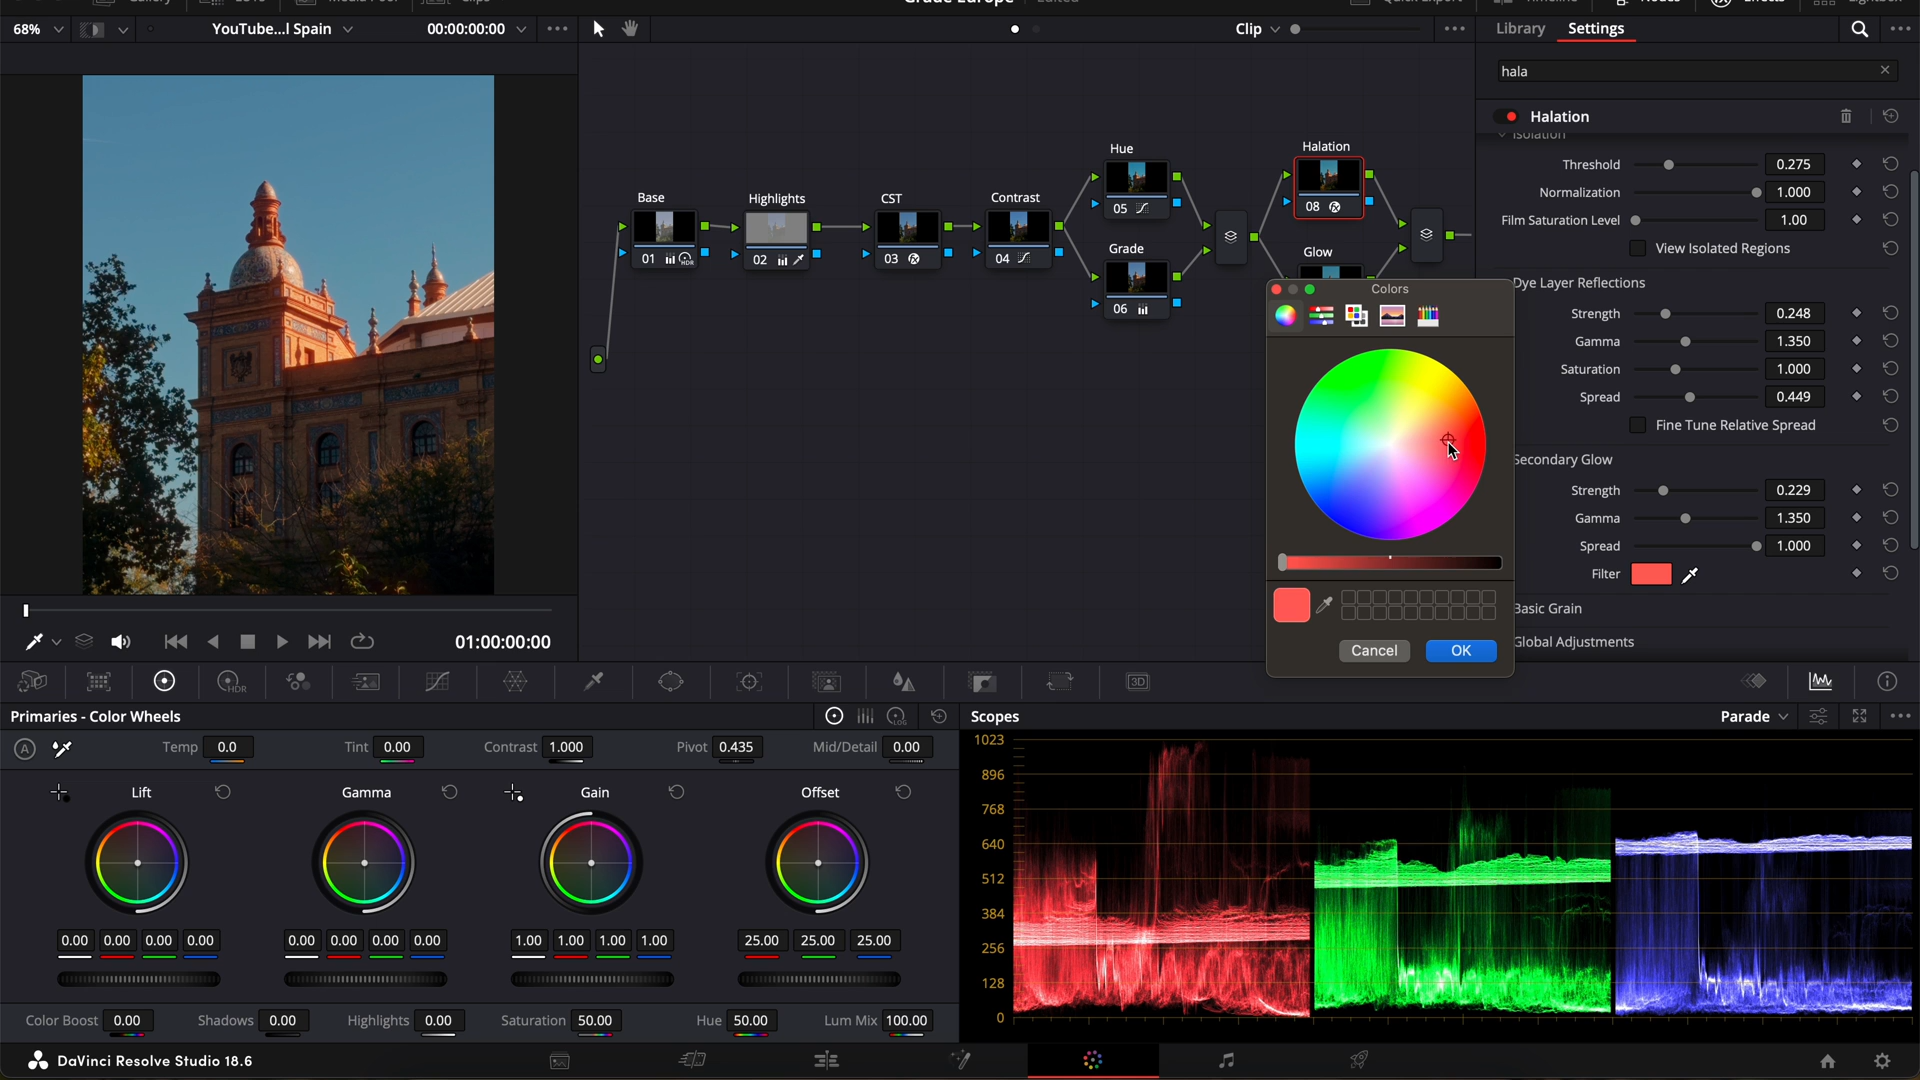 Grade Europe
Edited
68%
YouTube...l Spain
00:00:00:00
Clip
Library
Settings
hala
Halation
Isolation
Threshold 0.275
Normalization 1.000
Film Saturation Level 1.00
View Isolated Regions
Dye Layer Reflections
Strength 0.248
Gamma 1.350
Saturation 1.000
Spread 0.449
Fine Tune Relative Spread
Secondary Glow
Strength 0.229
Gamma 1.350
Spread 1.000
Filter
Basic Grain
Global Adjustments
Base
01
HDR
Highlights
02
CST
03
Contrast
04
Hue
05
Grade
06
Halation
08
Glow
Colors
Cancel
OK
01:00:00:00
HDR
3D
Primaries - Color Wheels
LOG
Scopes
Parade
A
Temp 0.0
Tint 0.00
Contrast 1.000
Pivot 0.435
Mid/Detail 0.00
Lift
Gamma
Gain
Offset
0.00 0.00 0.00 0.00
0.00 0.00 0.00 0.00
1.00 1.00 1.00 1.00
25.00 25.00 25.00
Color Boost 0.00
Shadows 0.00
Highlights 0.00
Saturation 50.00
Hue 50.00
Lum Mix 100.00
1023
896
768
640
512
384
256
128
0
DaVinci Resolve Studio 18.6